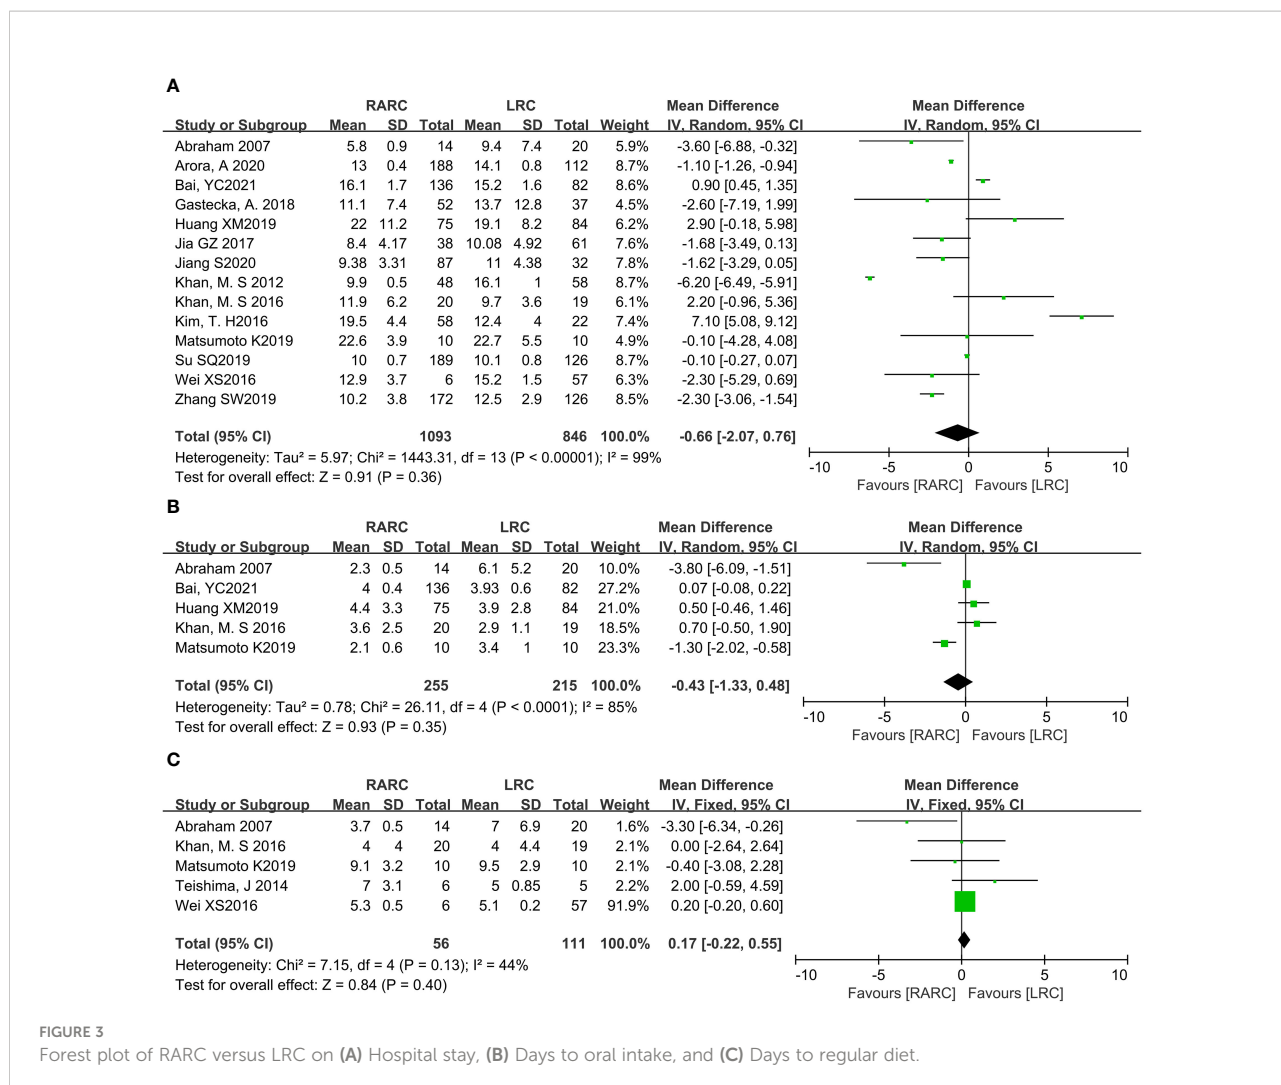 A
RARC LRC Mean Difference Mean Difference
Study or Subgroup Mean SD Total Mean SD Total Weight IV, Random, 95% CI IV, Random, 95% CI
Abraham 2007 5.8 0.9 14 9.4 7.4 20 5.9% -3.60 [-6.88, -0.32]
Arora, A 2020 13 0.4 188 14.1 0.8 112 8.7% -1.10 [-1.26, -0.94]
Bai, YC2021 16.1 1.7 136 15.2 1.6 82 8.6% 0.90 [0.45, 1.35]
Gastecka, A. 2018 11.1 7.4 52 13.7 12.8 37 4.5% -2.60 [-7.19, 1.99]
Huang XM2019 22 11.2 75 19.1 8.2 84 6.2% 2.90 [-0.18, 5.98]
Jia GZ 2017 8.4 4.17 38 10.08 4.92 61 7.6% -1.68 [-3.49, 0.13]
Jiang S2020 9.38 3.31 87 11 4.38 32 7.8% -1.62 [-3.29, 0.05]
Khan, M. S 2012 9.9 0.5 48 16.1 1 58 8.7% -6.20 [-6.49, -5.91]
Khan, M. S 2016 11.9 6.2 20 9.7 3.6 19 6.1% 2.20 [-0.96, 5.36]
Kim, T. H2016 19.5 4.4 58 12.4 4 22 7.4% 7.10 [5.08, 9.12]
Matsumoto K2019 22.6 3.9 10 22.7 5.5 10 4.9% -0.10 [-4.28, 4.08]
Su SQ2019 10 0.7 189 10.1 0.8 126 8.7% -0.10 [-0.27, 0.07]
Wei XS2016 12.9 3.7 6 15.2 1.5 57 6.3% -2.30 [-5.29, 0.69]
Zhang SW2019 10.2 3.8 172 12.5 2.9 126 8.5% -2.30 [-3.06, -1.54]
Total (95% CI) 1093 846 100.0% -0.66 [-2.07, 0.76]
Heterogeneity: Tau² = 5.97; Chi² = 1443.31, df = 13 (P < 0.00001); I² = 99%
Test for overall effect: Z = 0.91 (P = 0.36)
-10 -5 0 5 10
Favours [RARC] Favours [LRC]
B
RARC LRC Mean Difference Mean Difference
Study or Subgroup Mean SD Total Mean SD Total Weight IV, Random, 95% CI IV, Random, 95% CI
Abraham 2007 2.3 0.5 14 6.1 5.2 20 10.0% -3.80 [-6.09, -1.51]
Bai, YC2021 4 0.4 136 3.93 0.6 82 27.2% 0.07 [-0.08, 0.22]
Huang XM2019 4.4 3.3 75 3.9 2.8 84 21.0% 0.50 [-0.46, 1.46]
Khan, M. S 2016 3.6 2.5 20 2.9 1.1 19 18.5% 0.70 [-0.50, 1.90]
Matsumoto K2019 2.1 0.6 10 3.4 1 10 23.3% -1.30 [-2.02, -0.58]
Total (95% CI) 255 215 100.0% -0.43 [-1.33, 0.48]
Heterogeneity: Tau² = 0.78; Chi² = 26.11, df = 4 (P < 0.0001); I² = 85%
Test for overall effect: Z = 0.93 (P = 0.35)
-10 -5 0 5 10
Favours [RARC] Favours [LRC]
C
RARC LRC Mean Difference Mean Difference
Study or Subgroup Mean SD Total Mean SD Total Weight IV, Fixed, 95% CI IV, Fixed, 95% CI
Abraham 2007 3.7 0.5 14 7 6.9 20 1.6% -3.30 [-6.34, -0.26]
Khan, M. S 2016 4 4 20 4 4.4 19 2.1% 0.00 [-2.64, 2.64]
Matsumoto K2019 9.1 3.2 10 9.5 2.9 10 2.1% -0.40 [-3.08, 2.28]
Teishima, J 2014 7 3.1 6 5 0.85 5 2.2% 2.00 [-0.59, 4.59]
Wei XS2016 5.3 0.5 6 5.1 0.2 57 91.9% 0.20 [-0.20, 0.60]
Total (95% CI) 56 111 100.0% 0.17 [-0.22, 0.55]
Heterogeneity: Chi² = 7.15, df = 4 (P = 0.13); I² = 44%
Test for overall effect: Z = 0.84 (P = 0.40)
-10 -5 0 5 10
Favours [RARC] Favours [LRC]
FIGURE 3
Forest plot of RARC versus LRC on (A) Hospital stay, (B) Days to oral intake, and (C) Days to regular diet.